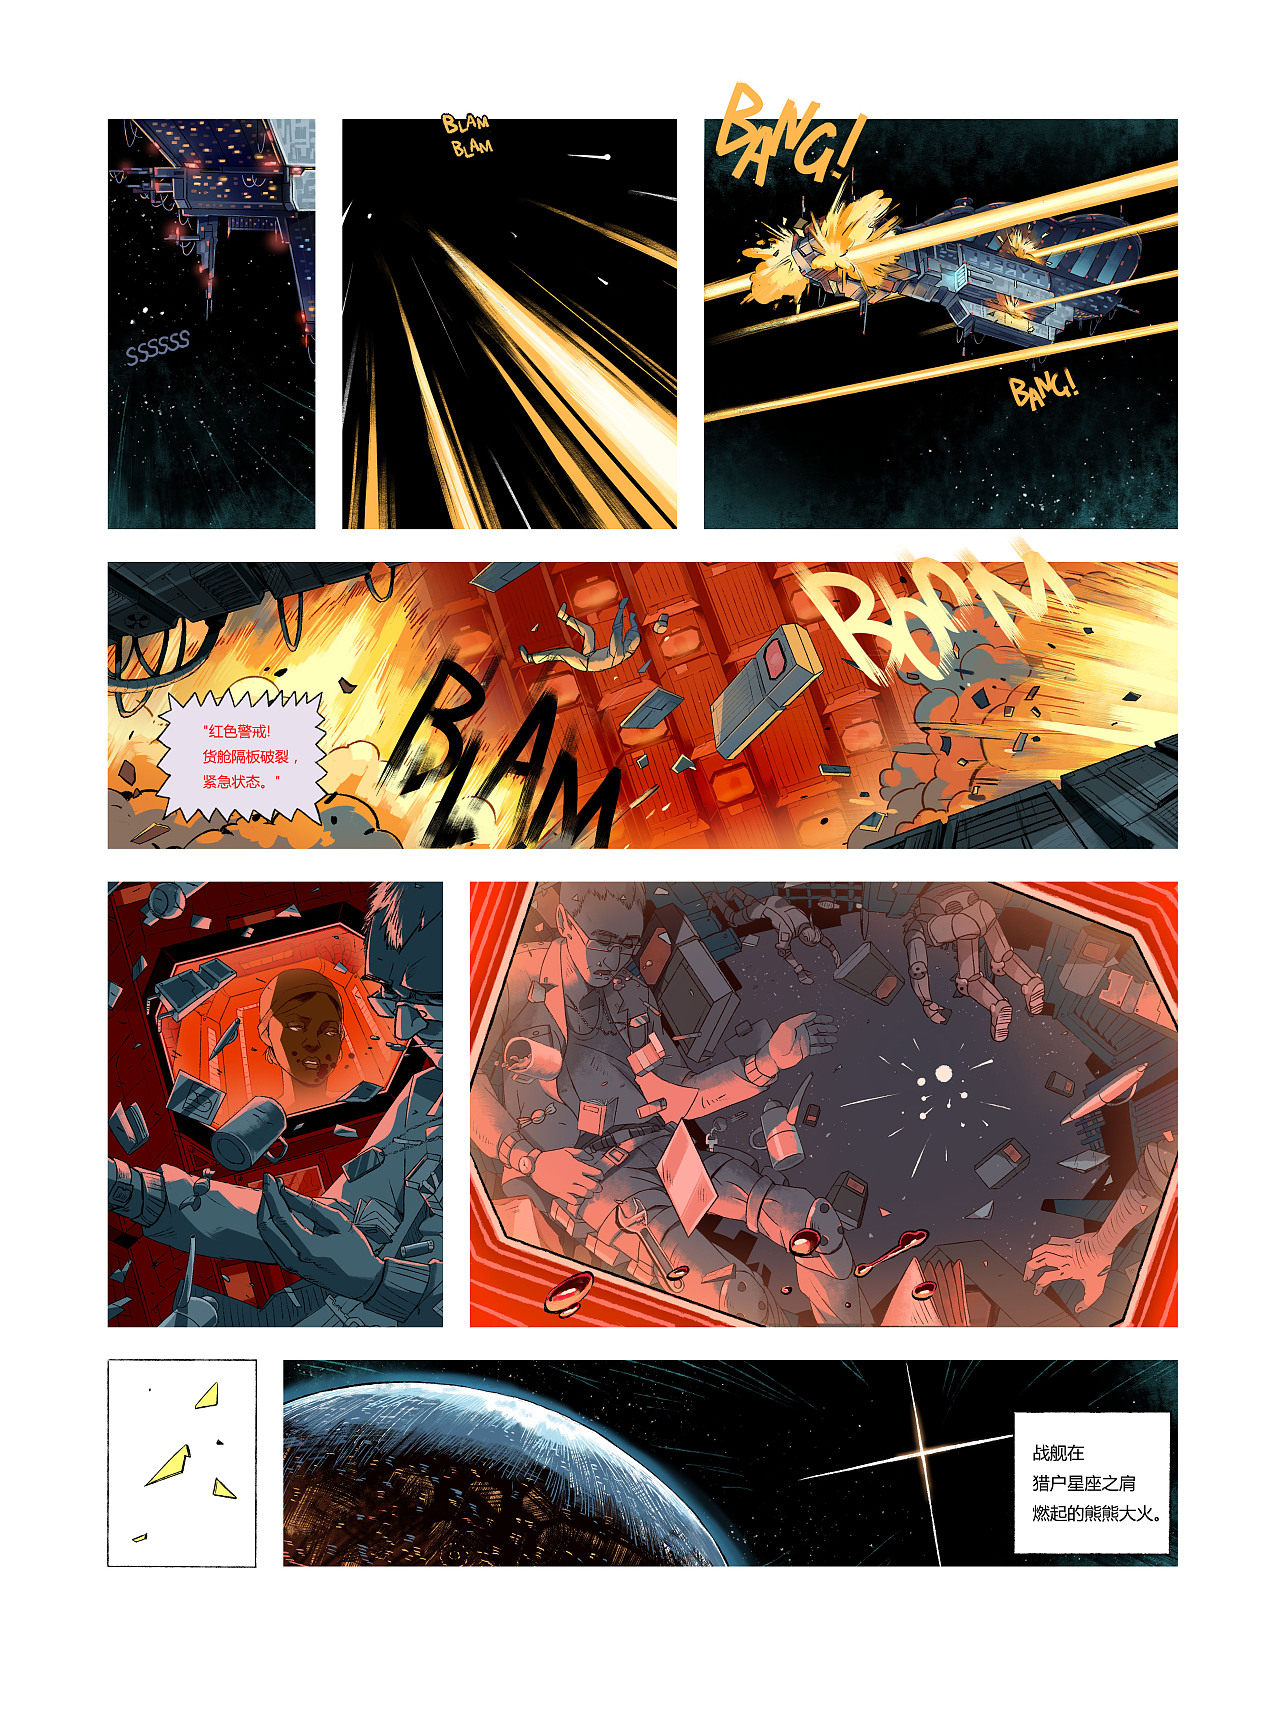 SSSSSS
BLAM
BLAM
BANG!
BANG!
BLAM
BOOM
"红色警戒!
货舱隔板破裂，
紧急状态。"
战舰在
猎户星座之肩
燃起的熊熊大火。